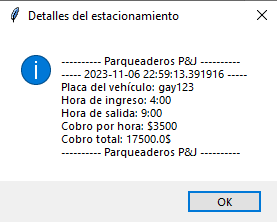 Detalles del estacionamiento
---------- Parqueaderos P&J ----------
----- 2023-11-06 22:59:13.391916 -----
Placa del vehículo: gay123
Hora de ingreso: 4:00
Hora de salida: 9:00
Cobro por hora: $3500
Cobro total: 17500.0$
---------- Parqueaderos P&J ----------
OK